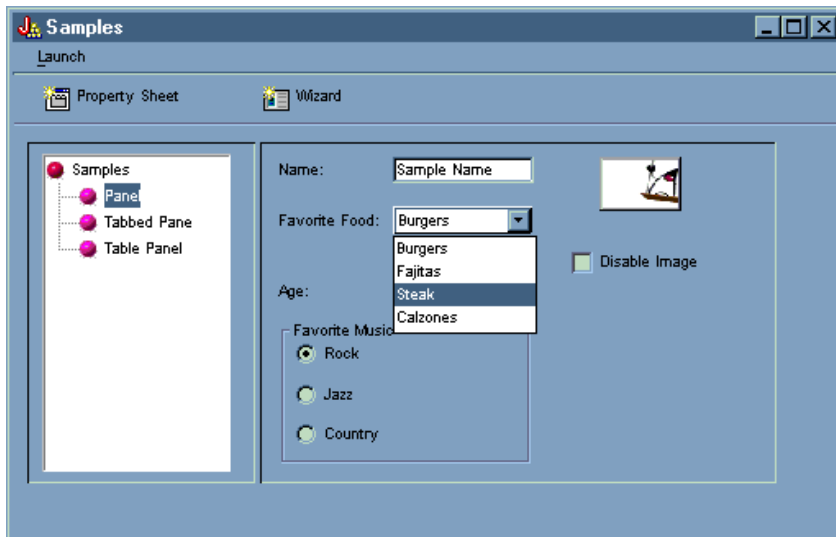 Samples
Launch
Property Sheet Wizard
Samples
Panel
Tabbed Pane
Table Panel
Name: Sample Name
Favorite Food: Burgers
Burgers
Fajitas
Steak
Calzones
Disable Image
Age:
Favorite Music
Rock
Jazz
Country